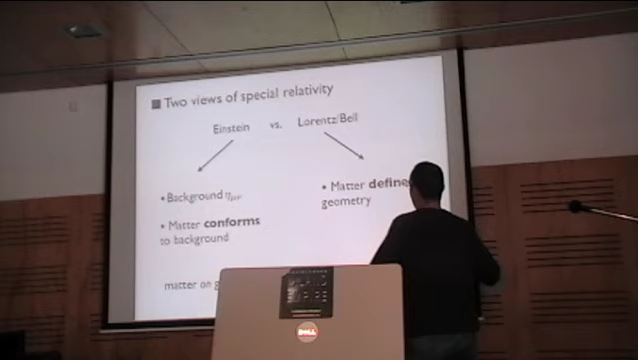 Two views of special relativity
Einstein vs. Lorentz/Bell
• Background ημν
• Matter conforms
to background
• Matter define
geometry
matter on g
DELL